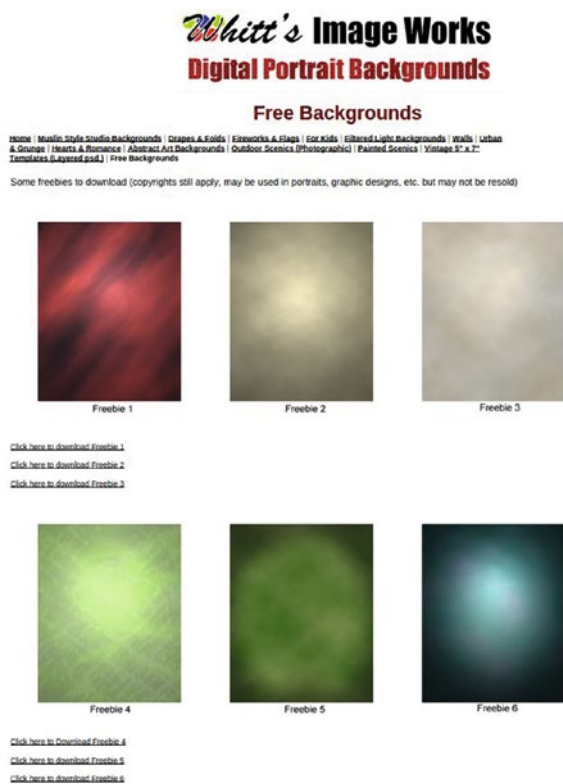 Whitt's Image Works
Digital Portrait Backgrounds
Free Backgrounds
Home | Muslin Style Studio Backgrounds | Drapes & Folds | Fireworks & Flags | For Kids | Filtered Light Backgrounds | Walls | Urban
& Grunge | Hearts & Romance | Abstract Art Backgrounds | Outdoor Scenics (Photographic) | Painted Scenics | Vintage 5" x 7"
Templates (Layered psd.) | Free Backgrounds
Some freebies to download (copyrights still apply, may be used in portraits, graphic designs, etc. but may not be resold)
Freebie 1 Freebie 2 Freebie 3
Click here to download Freebie 1
Click here to download Freebie 2
Click here to download Freebie 3
Freebie 4 Freebie 5 Freebie 6
Click here to Download Freebie 4
Click here to download Freebie 5
Click here to download Freebie 6